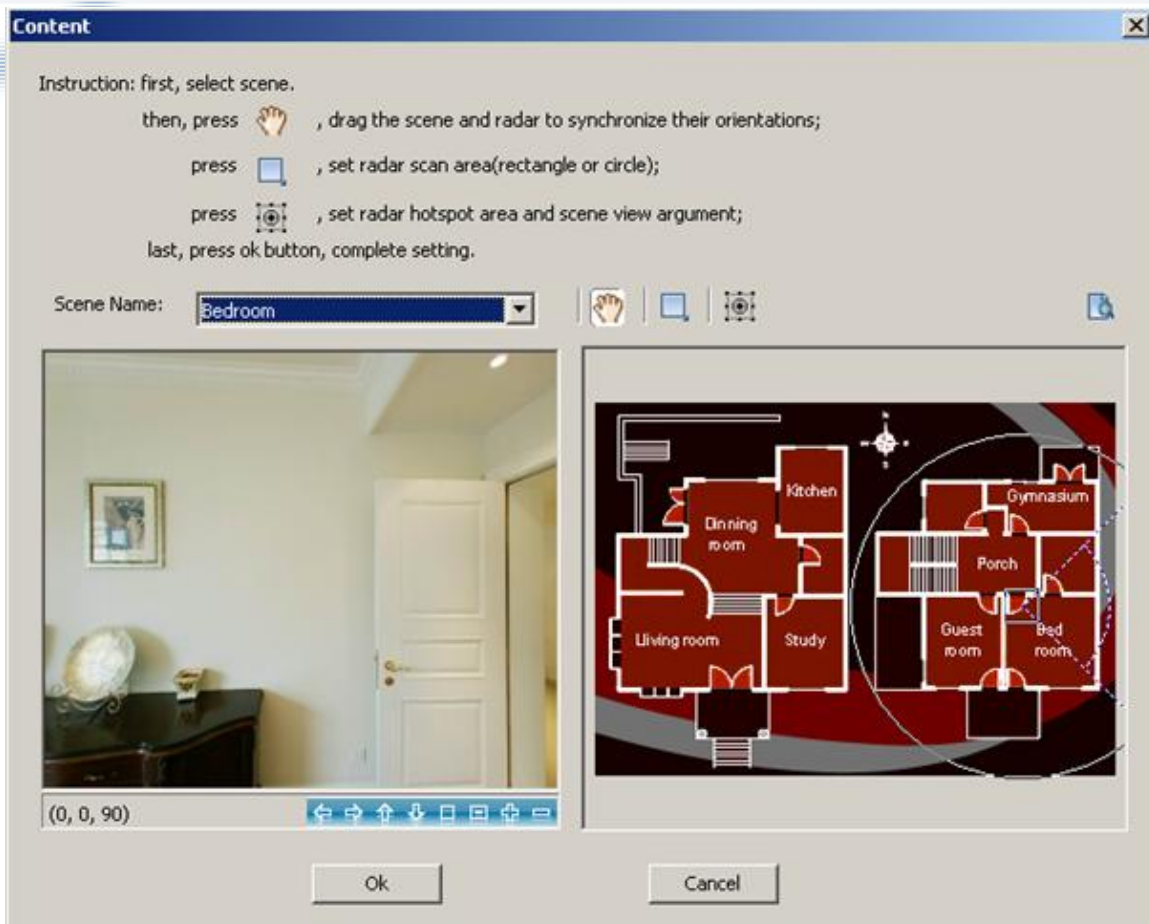 Content
Instruction: first, select scene.
then, press , drag the scene and radar to synchronize their orientations;
press , set radar scan area(rectangle or circle);
press , set radar hotspot area and scene view argument;
last, press ok button, complete setting.
Scene Name: Bedroom
N
S
Kitchen
Gymnasium
Dinning
room
Porch
Lliving room
Study
Guest
room
Bed
room
(0, 0, 90)
Ok
Cancel